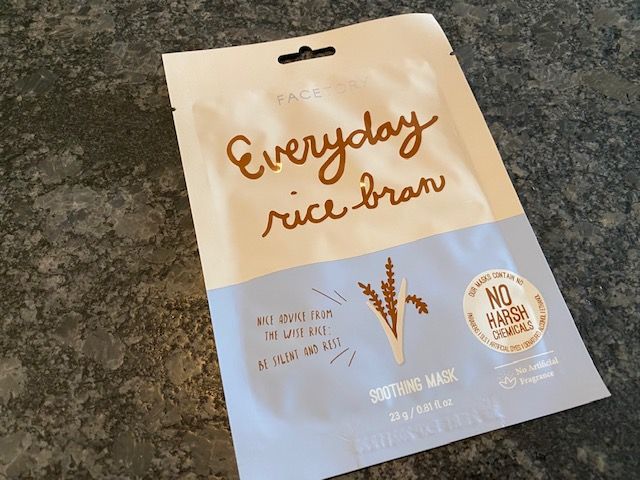 FACETORY
Everyday
rice bran
NICE ADVICE FROM
THE WISE RICE:
BE SILENT AND REST
OUR MASKS CONTAIN NO
NO
HARSH
CHEMICALS
No Artificial
Fragrance
SOOTHING MASK
23 g / 0.81 fl oz